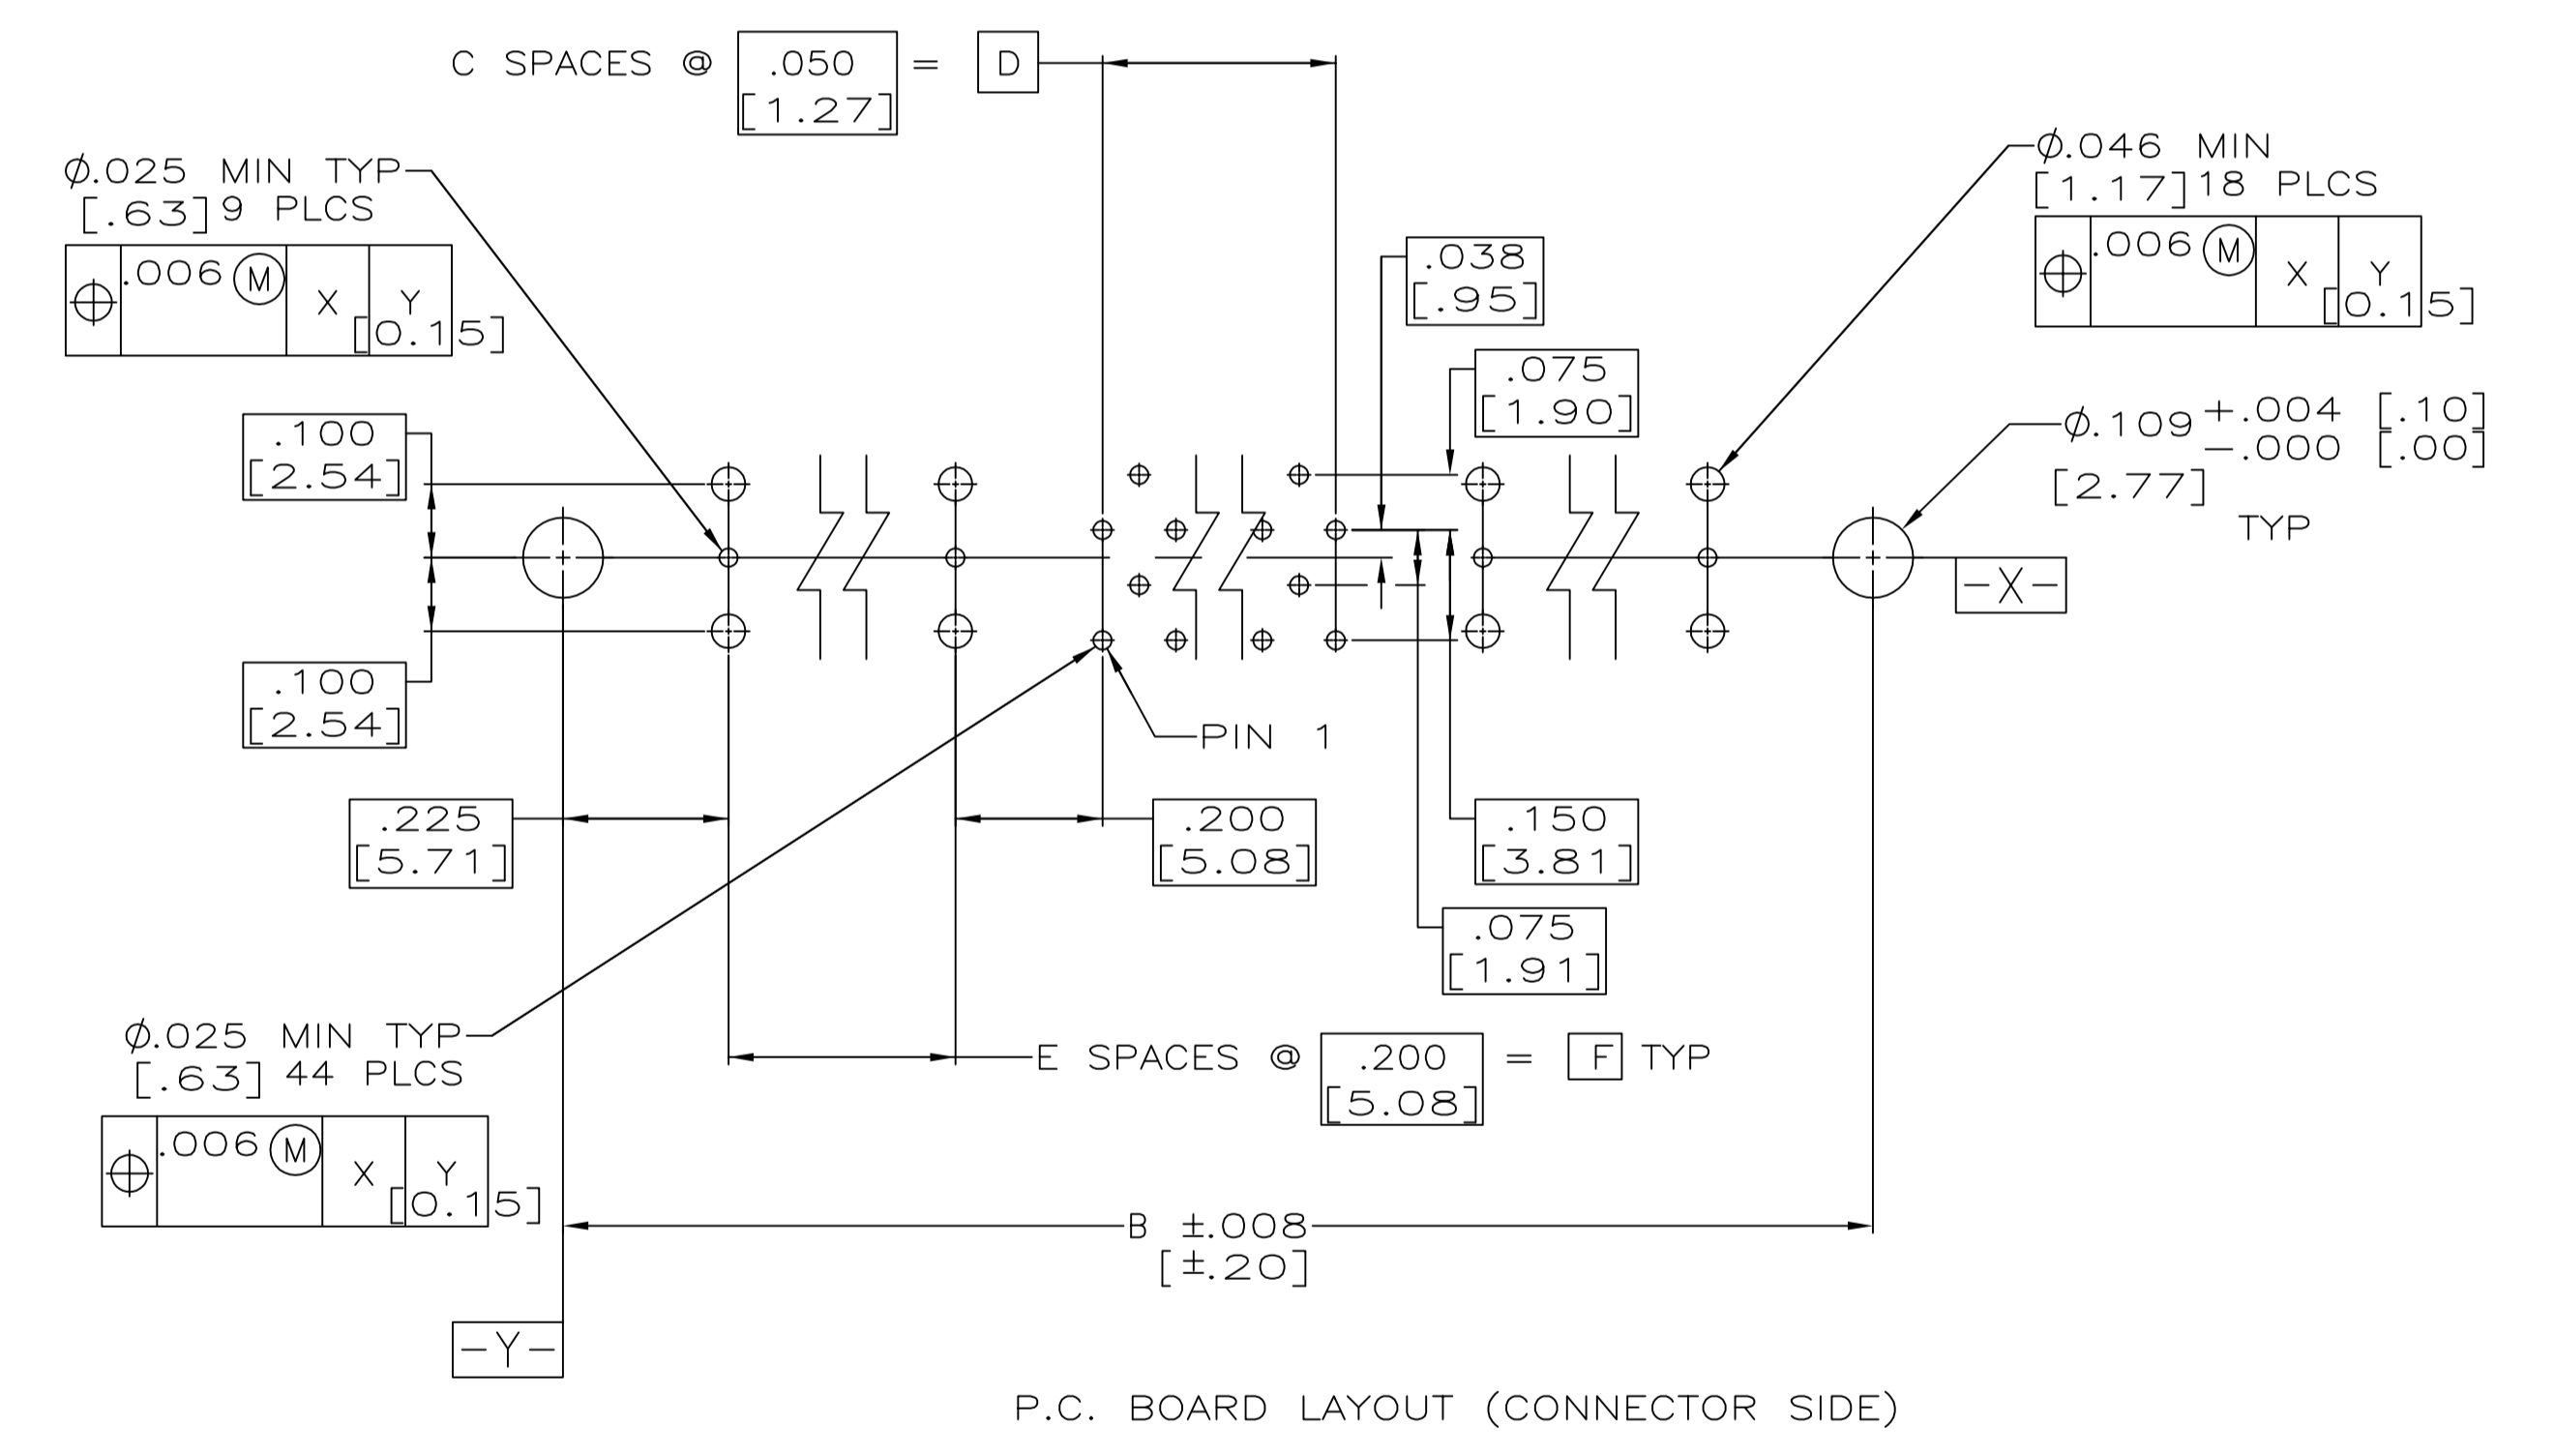 C SPACES @ .050 = D
[1.27]
⌀.025 MIN TYP
[.63] 9 PLCS
⌖ .006 Ⓜ X Y
[0.15]
⌀.046 MIN
[1.17] 18 PLCS
⌖ .006 Ⓜ X Y
[0.15]
.038
[.95]
.075
[1.90]
.100
[2.54]
⌀.109 +.004 [.10]
-.000 [.00]
[2.77]
TYP
-X-
.100
[2.54]
PIN 1
.225
[5.71]
.200
[5.08]
.150
[3.81]
.075
[1.91]
⌀.025 MIN TYP
[.63] 44 PLCS
⌖ .006 Ⓜ X Y
[0.15]
E SPACES @ .200 = F TYP
[5.08]
B ±.008
[±.20]
-Y-
P.C. BOARD LAYOUT (CONNECTOR SIDE)